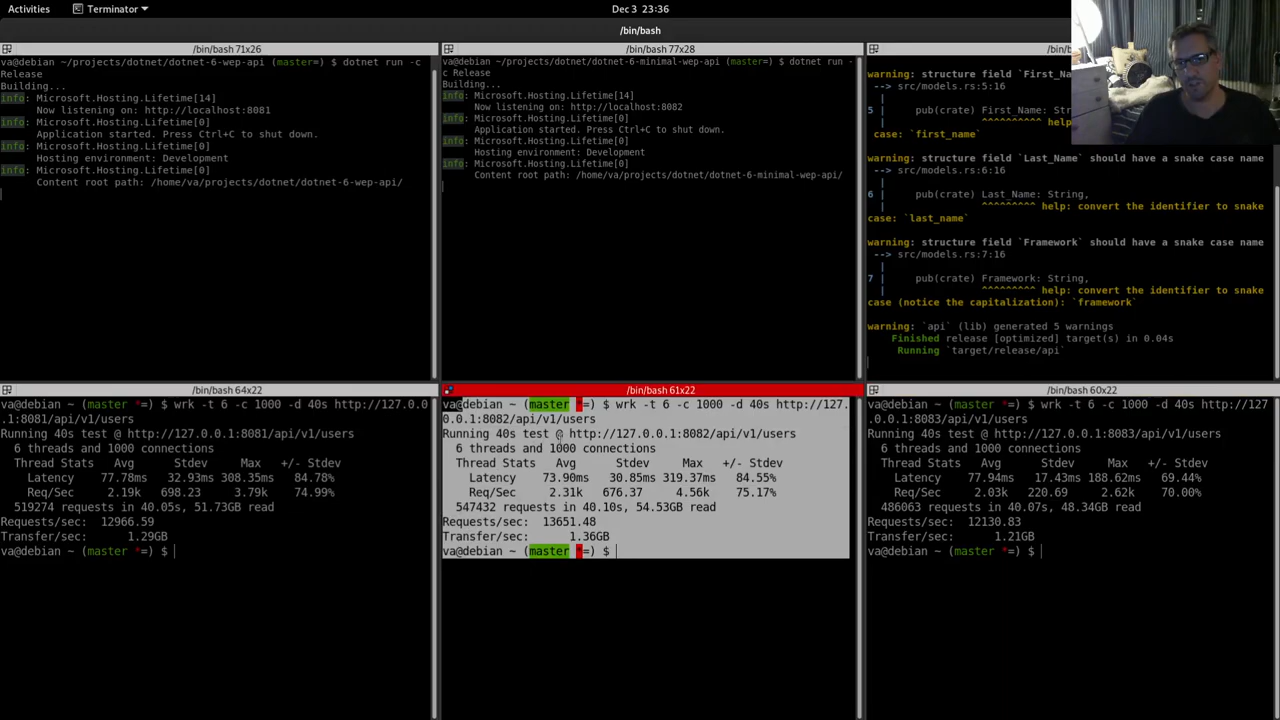 Activities
Terminator
Dec 3 23:36
/bin/bash
/bin/bash 71x26
va@debian ~/projects/dotnet/dotnet-6-wep-api (master=) $ dotnet run -c
Release
Building...
info: Microsoft.Hosting.Lifetime[14]
Now listening on: http://localhost:8081
info: Microsoft.Hosting.Lifetime[0]
Application started. Press Ctrl+C to shut down.
info: Microsoft.Hosting.Lifetime[0]
Hosting environment: Development
info: Microsoft.Hosting.Lifetime[0]
Content root path: /home/va/projects/dotnet/dotnet-6-wep-api/
/bin/bash 77x28
va@debian ~/projects/dotnet/dotnet-6-minimal-wep-api (master=) $ dotnet run -
c Release
Building...
info: Microsoft.Hosting.Lifetime[14]
Now listening on: http://localhost:8082
info: Microsoft.Hosting.Lifetime[0]
Application started. Press Ctrl+C to shut down.
info: Microsoft.Hosting.Lifetime[0]
Hosting environment: Development
info: Microsoft.Hosting.Lifetime[0]
Content root path: /home/va/projects/dotnet/dotnet-6-minimal-wep-api/
/b
warning: structure field `First_N
--> src/models.rs:5:16
|
5 | pub(crate) First_Name: St
| ^^^^^^^^^^ help
case: `first_name`
warning: structure field `Last_Name` should have a snake case name
--> src/models.rs:6:16
|
6 | pub(crate) Last_Name: String,
| ^^^^^^^^^ help: convert the identifier to snake
case: `last_name`
warning: structure field `Framework` should have a snake case name
--> src/models.rs:7:16
|
7 | pub(crate) Framework: String,
| ^^^^^^^^^ help: convert the identifier to snake
case (notice the capitalization): `framework`
warning: `api` (lib) generated 5 warnings
Finished release [optimized] target(s) in 0.04s
Running `target/release/api`
/bin/bash 64x22
va@debian ~ (master *=) $ wrk -t 6 -c 1000 -d 40s http://127.0.0
.1:8081/api/v1/users
Running 40s test @ http://127.0.0.1:8081/api/v1/users
6 threads and 1000 connections
Thread Stats Avg Stdev Max +/- Stdev
Latency 77.78ms 32.93ms 308.35ms 84.78%
Req/Sec 2.19k 698.23 3.79k 74.99%
519274 requests in 40.05s, 51.73GB read
Requests/sec: 12966.59
Transfer/sec: 1.29GB
va@debian ~ (master *=) $
/bin/bash 61x22
va@debian ~ (master *=) $ wrk -t 6 -c 1000 -d 40s http://127.
0.0.1:8082/api/v1/users
Running 40s test @ http://127.0.0.1:8082/api/v1/users
6 threads and 1000 connections
Thread Stats Avg Stdev Max +/- Stdev
Latency 73.90ms 30.85ms 319.37ms 84.55%
Req/Sec 2.31k 676.37 4.56k 75.17%
547432 requests in 40.10s, 54.53GB read
Requests/sec: 13651.48
Transfer/sec: 1.36GB
va@debian ~ (master *=) $
/bin/bash 60x22
va@debian ~ (master *=) $ wrk -t 6 -c 1000 -d 40s http://127
.0.0.1:8083/api/v1/users
Running 40s test @ http://127.0.0.1:8083/api/v1/users
6 threads and 1000 connections
Thread Stats Avg Stdev Max +/- Stdev
Latency 77.94ms 17.43ms 188.62ms 69.44%
Req/Sec 2.03k 220.69 2.62k 70.00%
486063 requests in 40.07s, 48.34GB read
Requests/sec: 12130.83
Transfer/sec: 1.21GB
va@debian ~ (master *=) $